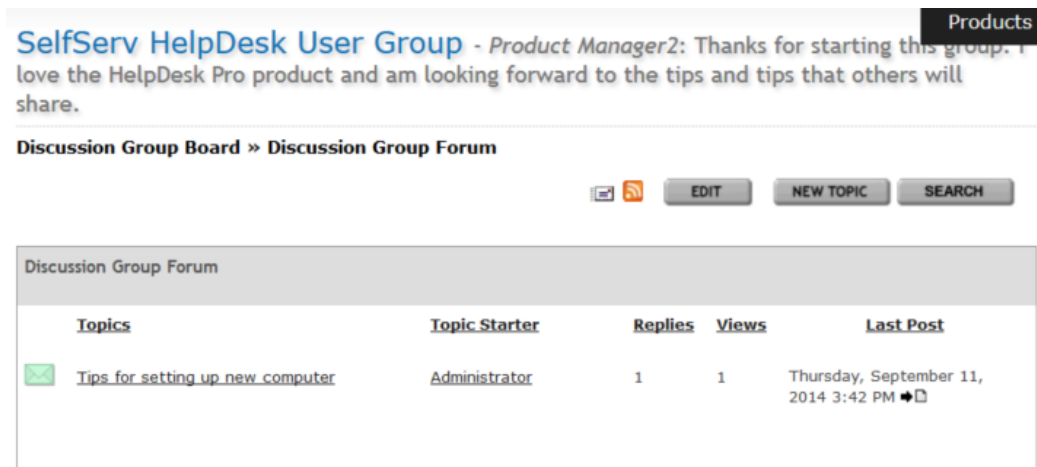 Products
SelfServ HelpDesk User Group - Product Manager2: Thanks for starting this group. I
love the HelpDesk Pro product and am looking forward to the tips and tips that others will
share.
Discussion Group Board » Discussion Group Forum
EDIT NEW TOPIC SEARCH
Discussion Group Forum
Topics Topic Starter Replies Views Last Post
Tips for setting up new computer Administrator 1 1 Thursday, September 11,
2014 3:42 PM